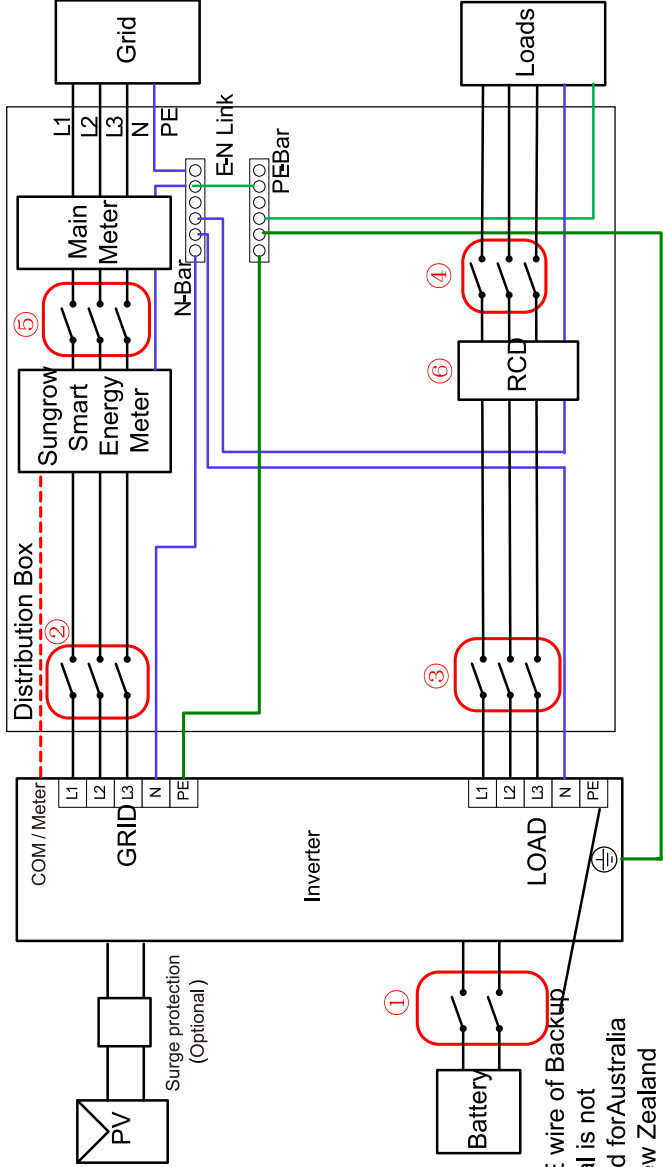 Grid
Loads
L1
L2
L3
N
PE
E-N Link
PE-Bar
N-Bar
Main
Meter
⑤
④
⑥
RCD
Sungrow
Smart
Energy
Meter
Distribution Box
②
③
COM / Meter
L1
L2
L3
N
PE
GRID
Inverter
LOAD
L1
L2
L3
N
PE
Surge protection
(Optional)
PV
①
Battery
wire of Backup
is not
for Australia
Zealand